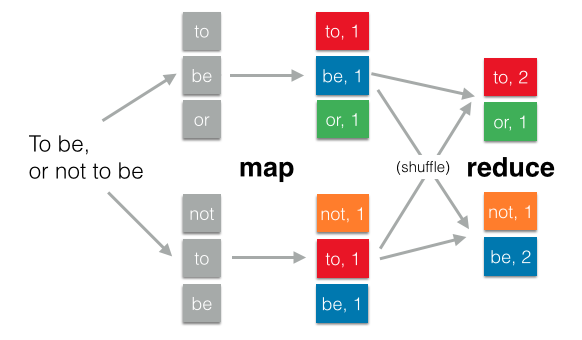 To be,
or not to be
to
be
or
not
to
be
map
to, 1
be, 1
or, 1
not, 1
to, 1
be, 1
(shuffle)
reduce
to, 2
or, 1
not, 1
be, 2